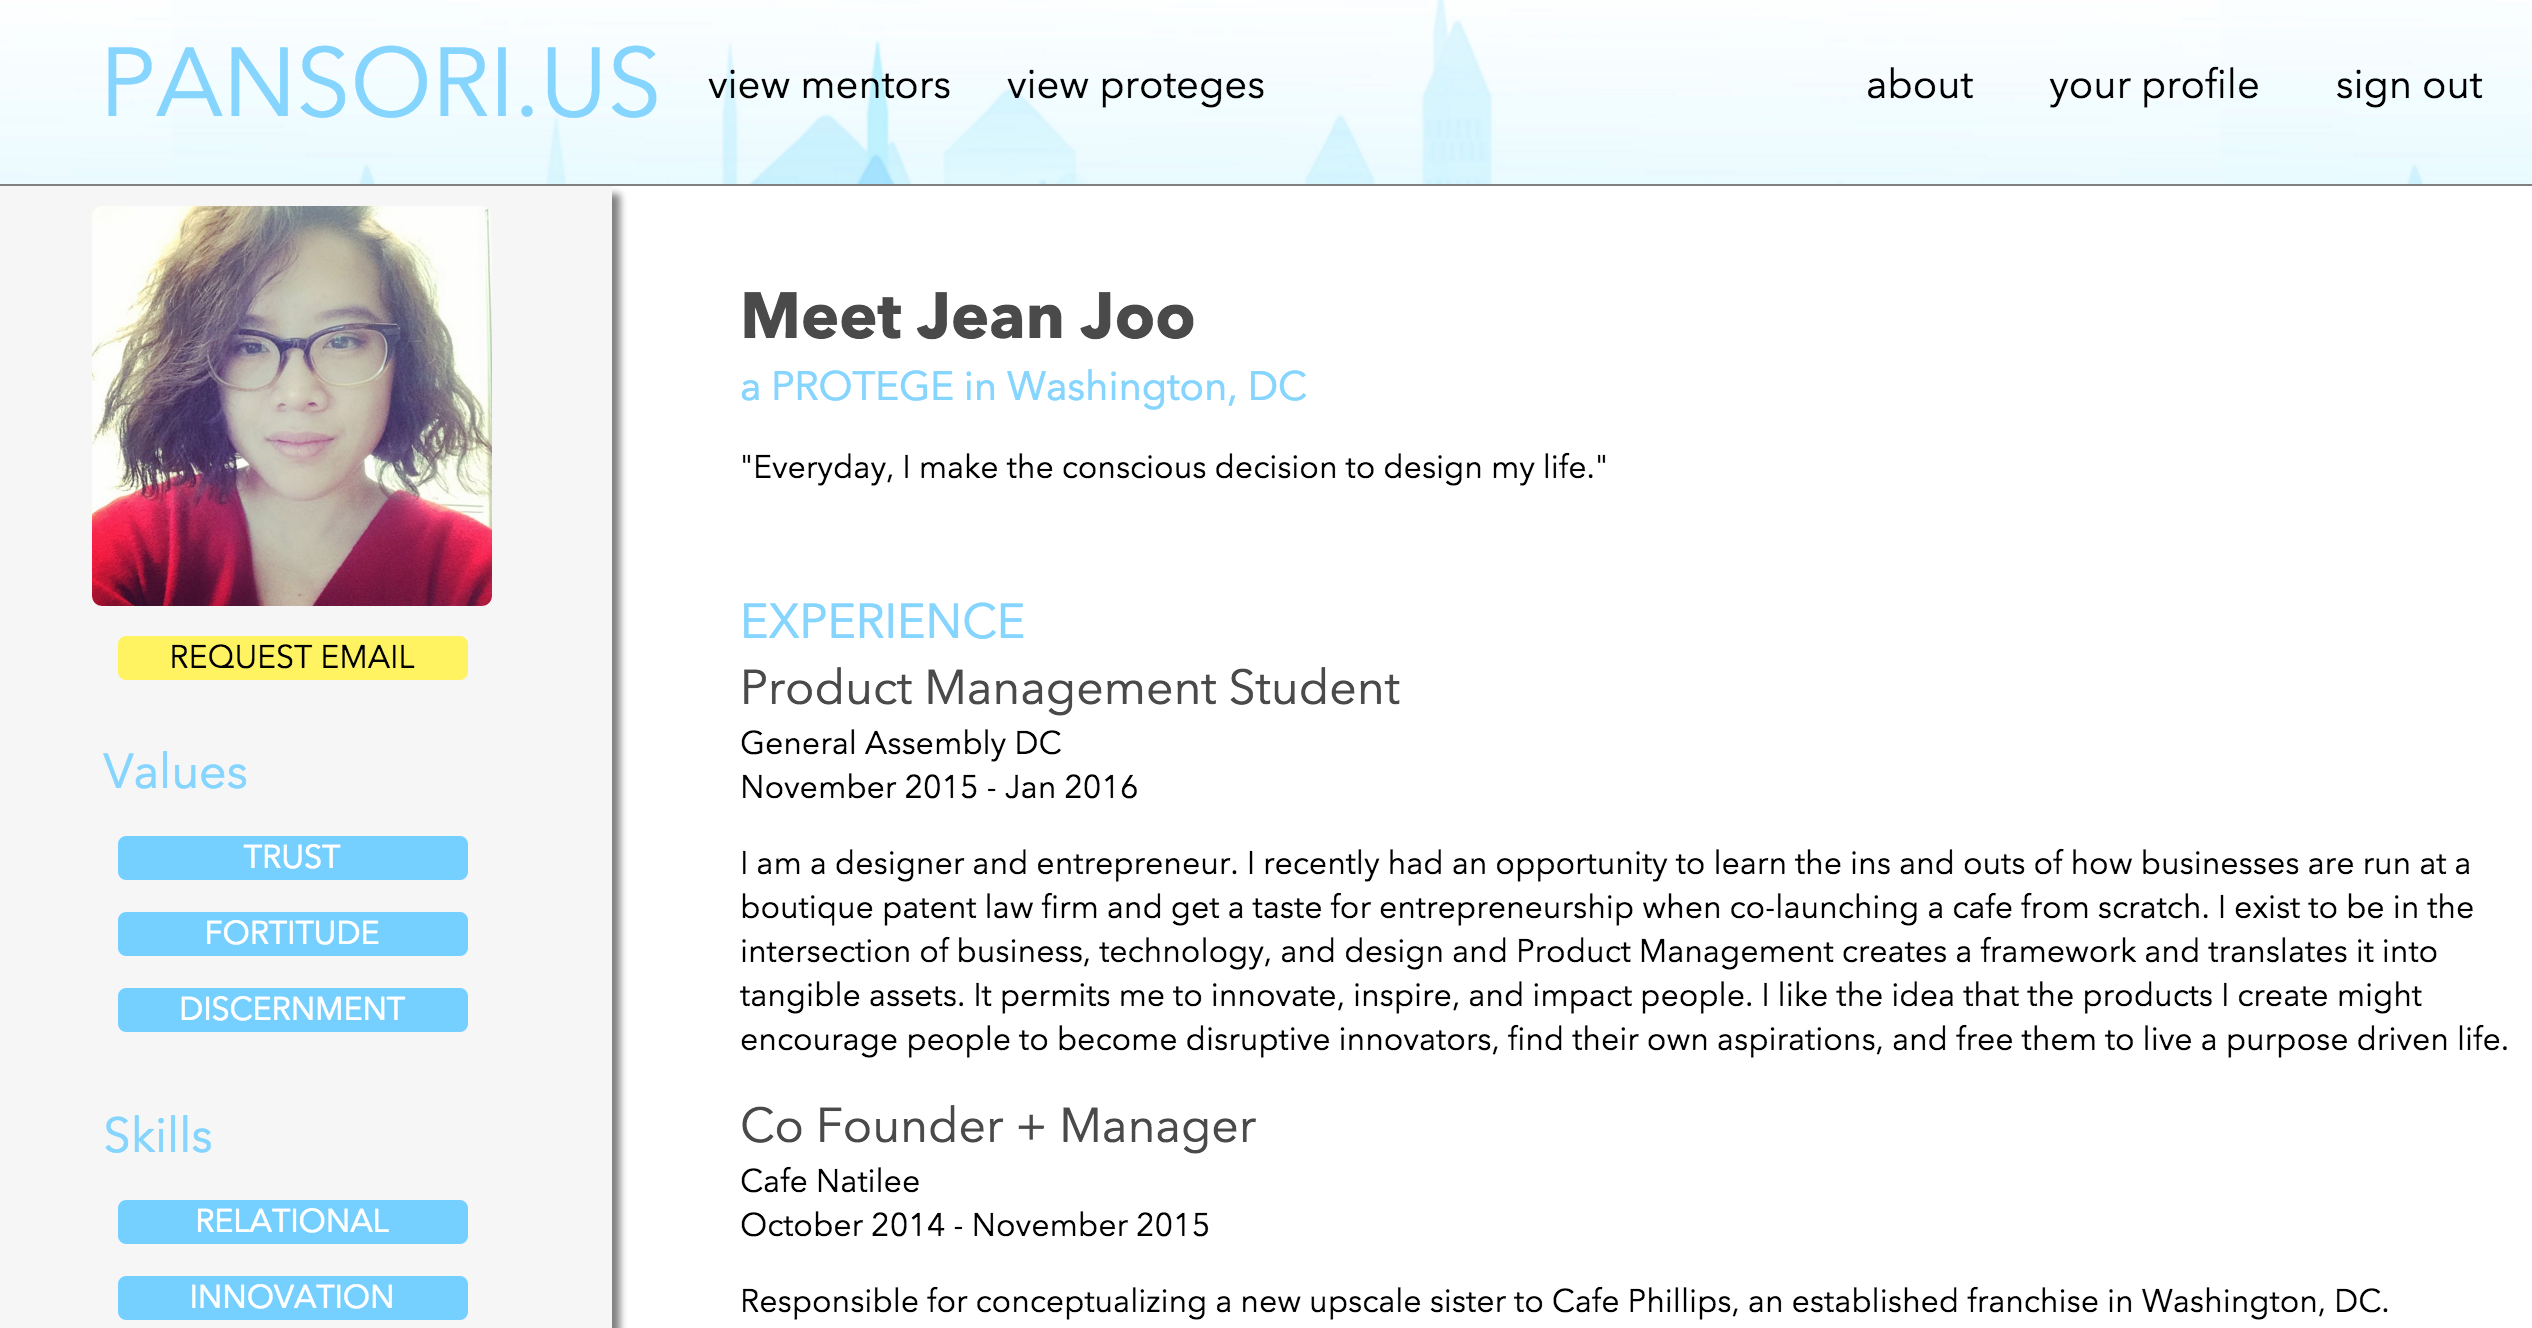 PANSORI.US
view mentors
view proteges
about
your profile
sign out
REQUEST EMAIL
Values
TRUST
FORTITUDE
DISCERNMENT
Skills
RELATIONAL
INNOVATION
Meet Jean Joo
a PROTEGE in Washington, DC
"Everyday, I make the conscious decision to design my life."
EXPERIENCE
Product Management Student
General Assembly DC
November 2015 - Jan 2016
I am a designer and entrepreneur. I recently had an opportunity to learn the ins and outs of how businesses are run at a
boutique patent law firm and get a taste for entrepreneurship when co-launching a cafe from scratch. I exist to be in the
intersection of business, technology, and design and Product Management creates a framework and translates it into
tangible assets. It permits me to innovate, inspire, and impact people. I like the idea that the products I create might
encourage people to become disruptive innovators, find their own aspirations, and free them to live a purpose driven life.
Co Founder + Manager
Cafe Natilee
October 2014 - November 2015
Responsible for conceptualizing a new upscale sister to Cafe Phillips, an established franchise in Washington, DC.